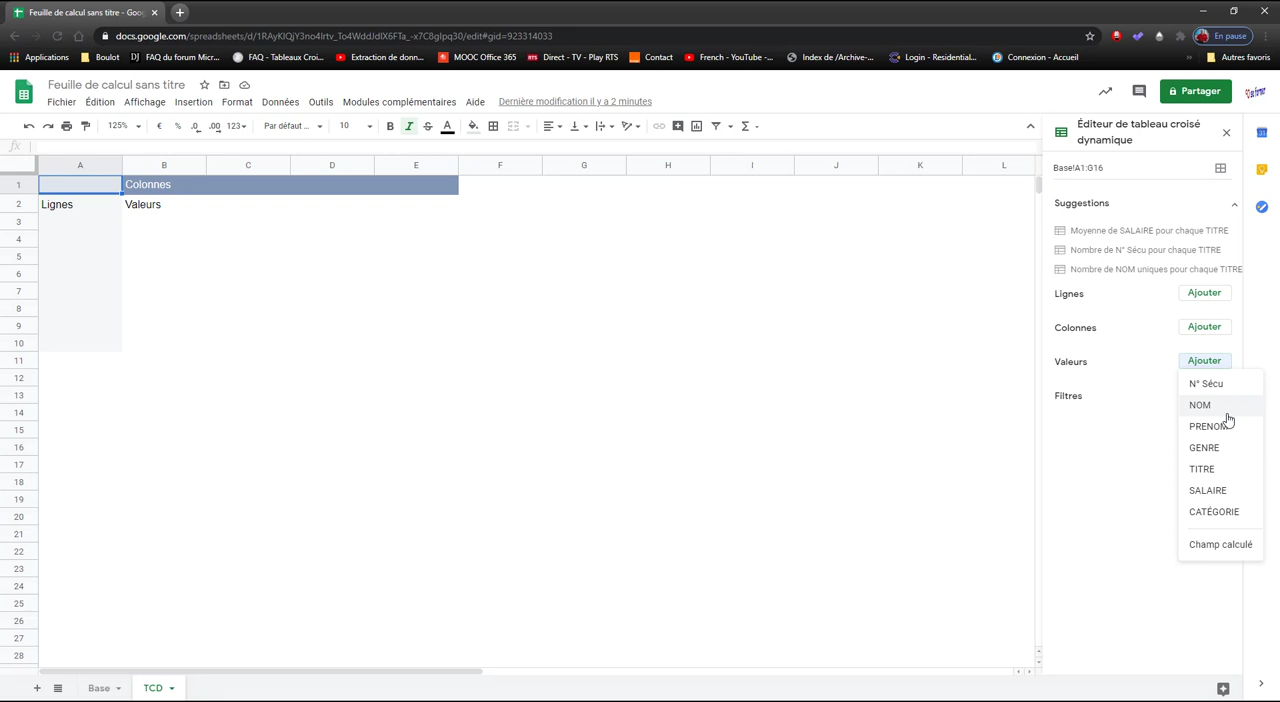 Feuille de calcul sans titre - Goo
docs.google.com/spreadsheets/d/1RAyKIQjY3no4Irtv_To4WddJdlX6FTa_-x7C8gIpq30/edit#gid=923314033
En pause
Applications
Boulot
FAQ du forum Micr...
FAQ - Tableaux Croi...
Extraction de donn...
MOOC Office 365
Direct - TV - Play RTS
Contact
French - YouTube -...
Index de /Archive-...
Login - Residential...
Connexion - Accueil
»
Autres favoris
Feuille de calcul sans titre
Fichier Édition Affichage Insertion Format Données Outils Modules complémentaires Aide Dernière modification il y a 2 minutes
Partager
125% € % .0 .00 123 Par défaut ... 10 B I S A Σ
fx
A B C D E F G H I J K L
1 Colonnes
2 Lignes Valeurs
3
4
5
6
7
8
9
10
11
12
13
14
15
16
17
18
19
20
21
22
23
24
25
26
27
28
Éditeur de tableau croisé
dynamique
Base!A1:G16
Suggestions
Moyenne de SALAIRE pour chaque TITRE
Nombre de N° Sécu pour chaque TITRE
Nombre de NOM uniques pour chaque TITRE
Lignes Ajouter
Colonnes Ajouter
Valeurs Ajouter
Filtres
N° Sécu
NOM
PRENOM
GENRE
TITRE
SALAIRE
CATÉGORIE
Champ calculé
Base
TCD